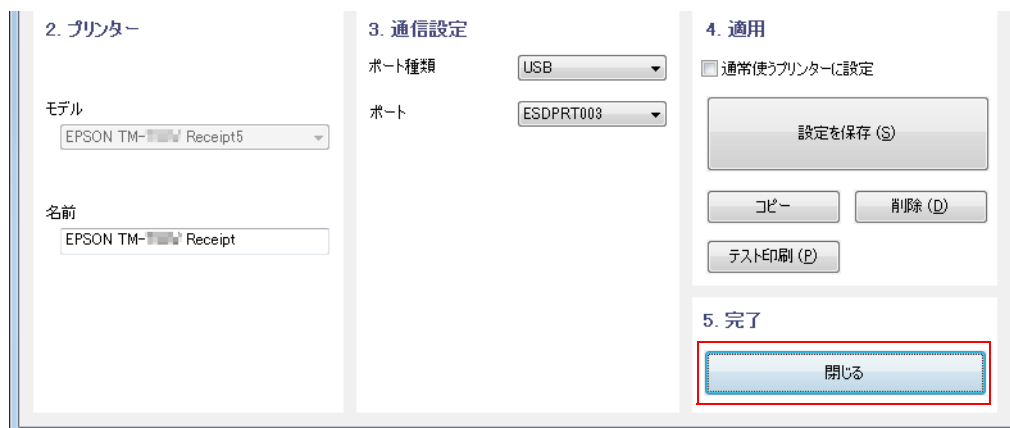 2. プリンター
モデル
EPSON TM- Receipt5
名前
EPSON TM- Receipt
3. 通信設定
ポート種類
USB
ポート
ESDPRT003
4. 適用
通常使うプリンターに設定
設定を保存 (S)
コピー
削除 (D)
テスト印刷 (P)
5. 完了
閉じる